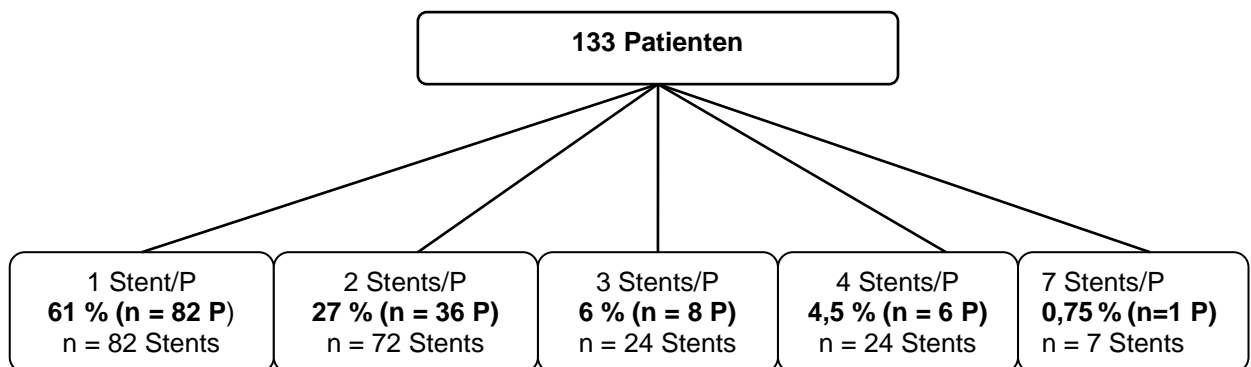 133 Patienten
1 Stent/P
61 % (n = 82 P)
n = 82 Stents
2 Stents/P
27 % (n = 36 P)
n = 72 Stents
3 Stents/P
6 % (n = 8 P)
n = 24 Stents
4 Stents/P
4,5 % (n = 6 P)
n = 24 Stents
7 Stents/P
0,75 % (n=1 P)
n = 7 Stents